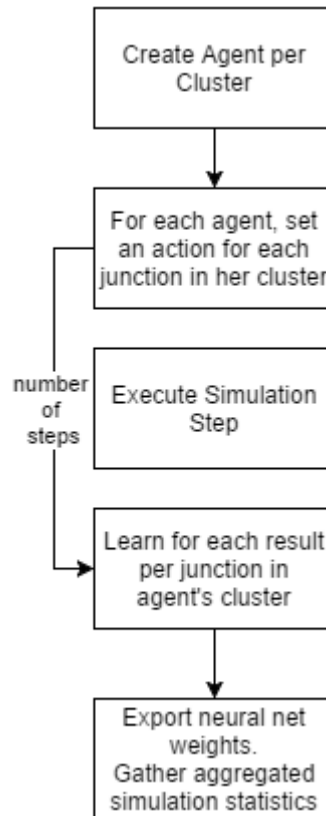 Create Agent per
Cluster
For each agent, set
an action for each
junction in her cluster
number
of
steps
Execute Simulation
Step
Learn for each result
per junction in
agent's cluster
Export neural net
weights.
Gather aggregated
simulation statistics